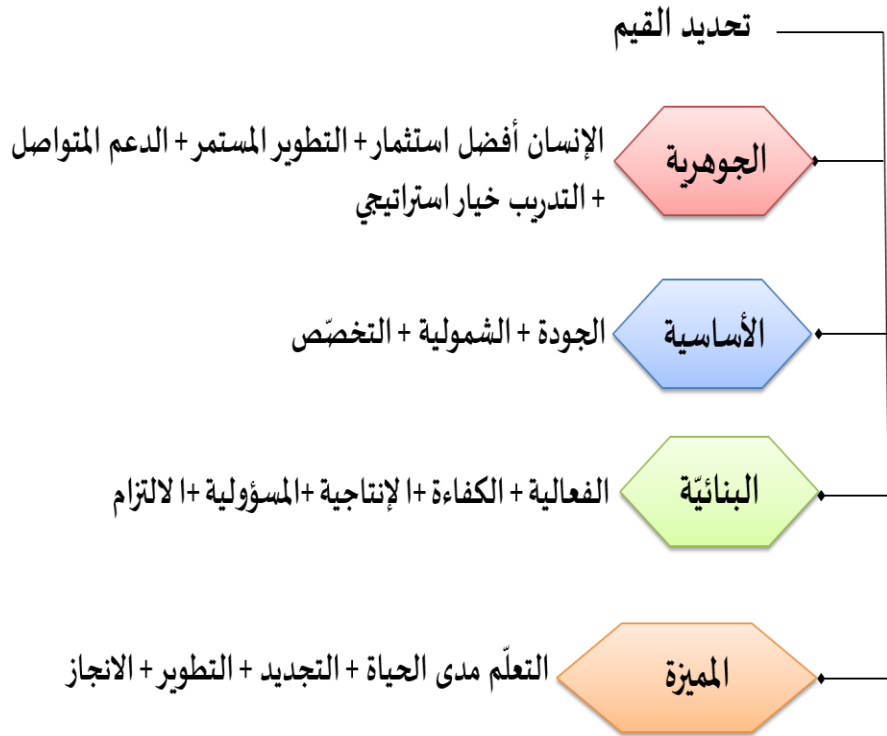 تحديد القيم
الجوهرية
الإنسان أفضل استثمار + التطوير المستمر + الدعم المتواصل
+ التدريب خيار استراتيجي
الأساسية
الجودة + الشمولية + التخصّص
البنائيّة
الفعالية + الكفاءة +ا لإنتاجية +المسؤولية +ا لالتزام
المميزة
التعلّم مدى الحياة + التجديد + التطوير + الانجاز